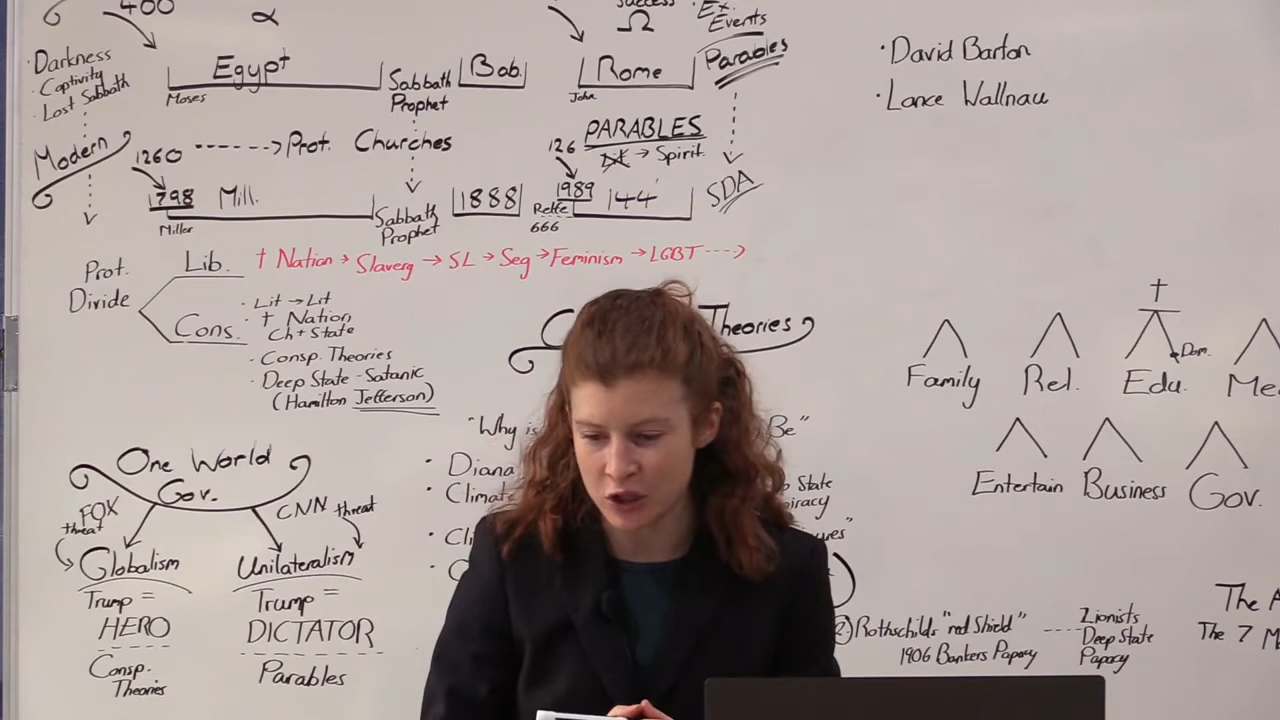 400
α
success
Ω
Ex.
Events
Parables
· Darkness
· Captivity
· Lost Sabbath
Egypt
Moses
Sabbath
Prophet
Bab.
Rome
John
· David Barton
· Lance Wallnau
Modern
1260 → Prot. Churches
126
PARABLES
→ Spirit.
1798 Mill.
Miller
Sabbath
Prophet
1888
1989
666
144
SDA
Prot.
Divide
Lib.
† Nation → Slavery → SL → Seg → Feminism → LGBT
Cons.
· Lit → Lit
· † Nation
Ch + State
· Consp. Theories
· Deep State - Satanic
(Hamilton Jefferson)
C
Theories
"Why is
Be"
· Diana
· Climate
State
· Cli
†
Family
Rel.
Edu.
Dom.
Me
Entertain
Business
Gov.
One World
Gov.
FOX
threat
CNN threat
Globalism
Trump =
HERO
Consp.
Theories
Unilateralism
Trump =
DICTATOR
Parables
2) Rothschilds "red Shield"
1906 Bankers Papacy
Zionists
Deep State
Papacy
The A
The 7 M